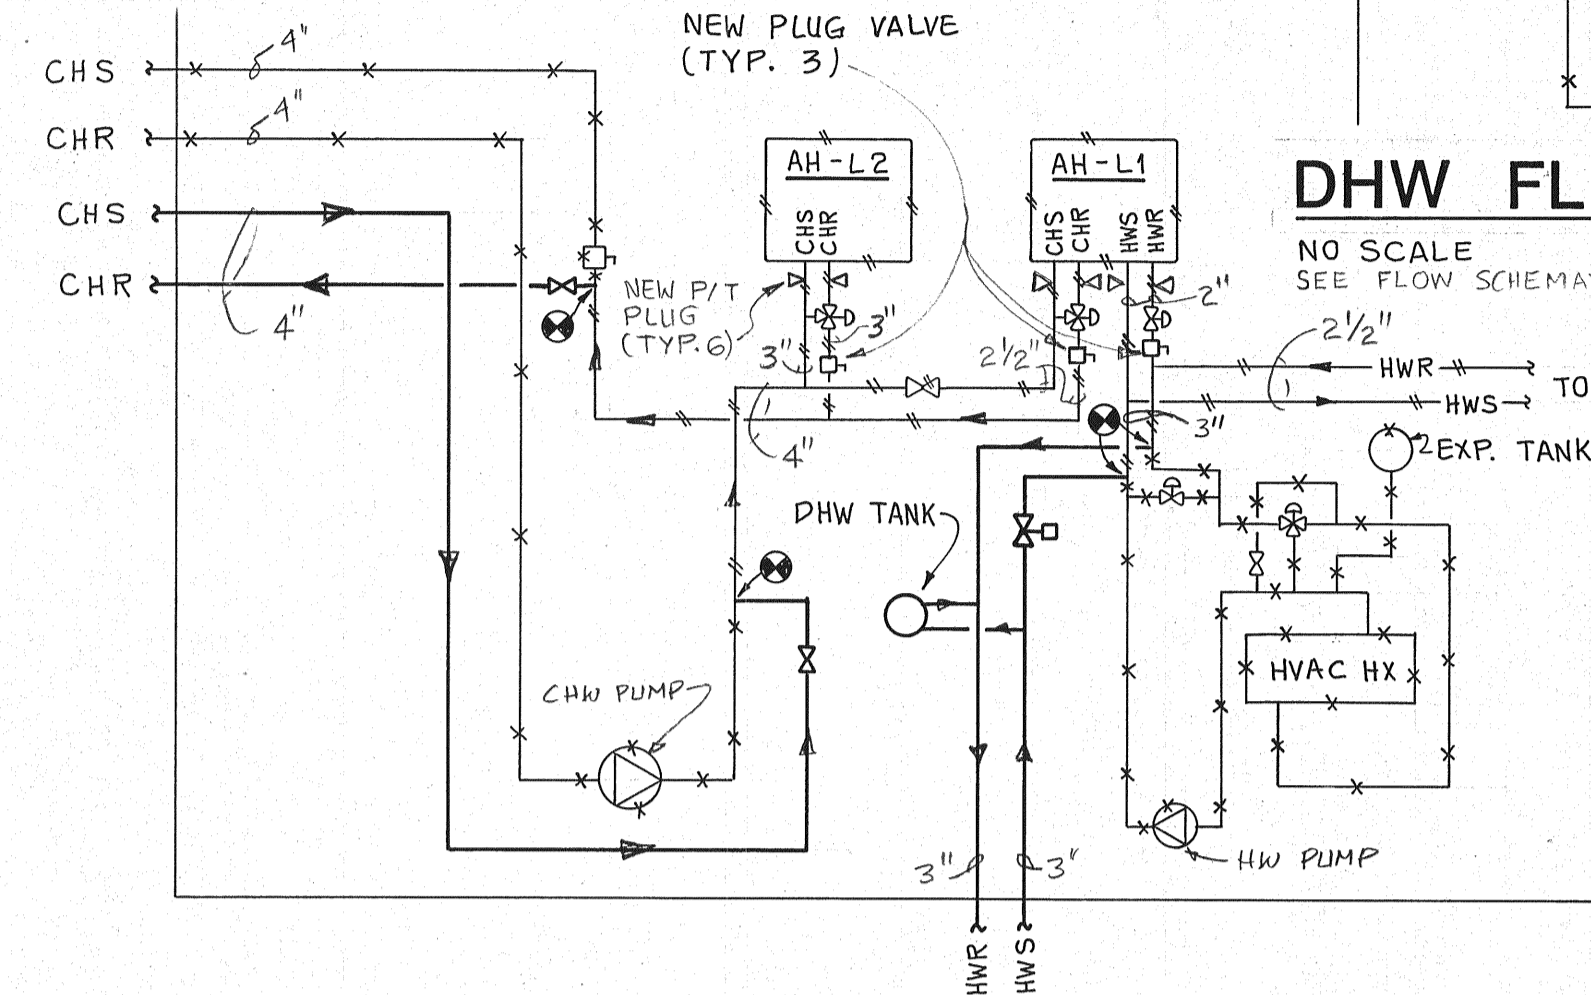 NEW PLUG VALVE
(TYP. 3)
CHS
4"
CHR
4"
CHS
CHR
4"
AH-L2
CHS
CHR
AH-L1
CHS
CHR
HWS
HWR
DHW FL
NO SCALE
SEE FLOW SCHEMA
NEW P/T
PLUG
(TYP. 6)
3"
3"
2½"
2"
2½"
HWR
HWS
TO
3"
4"
EXP. TANK
DHW TANK
CHW PUMP
HVAC HX
HW PUMP
3"
3"
HWR
HWS